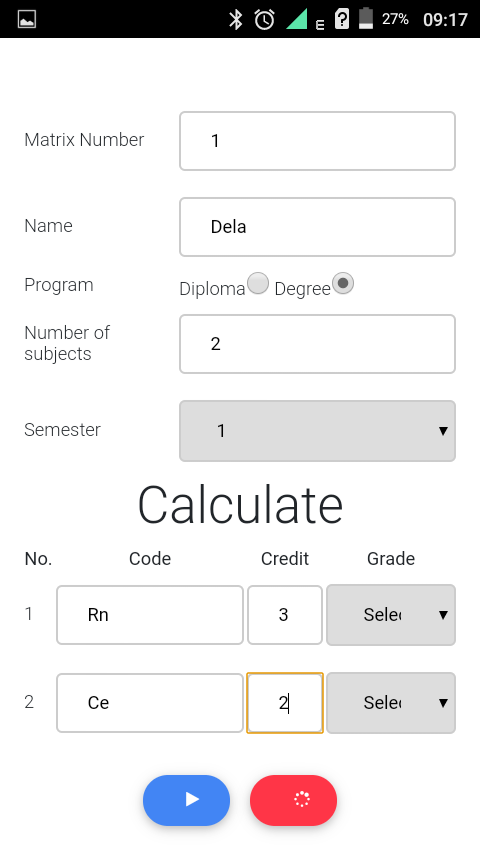 27% 09:17
Matrix Number 1
Name Dela
Program Diploma Degree
Number of subjects 2
Semester 1
Calculate
No. Code Credit Grade
1 Rn 3 Selec
2 Ce 2 Selec